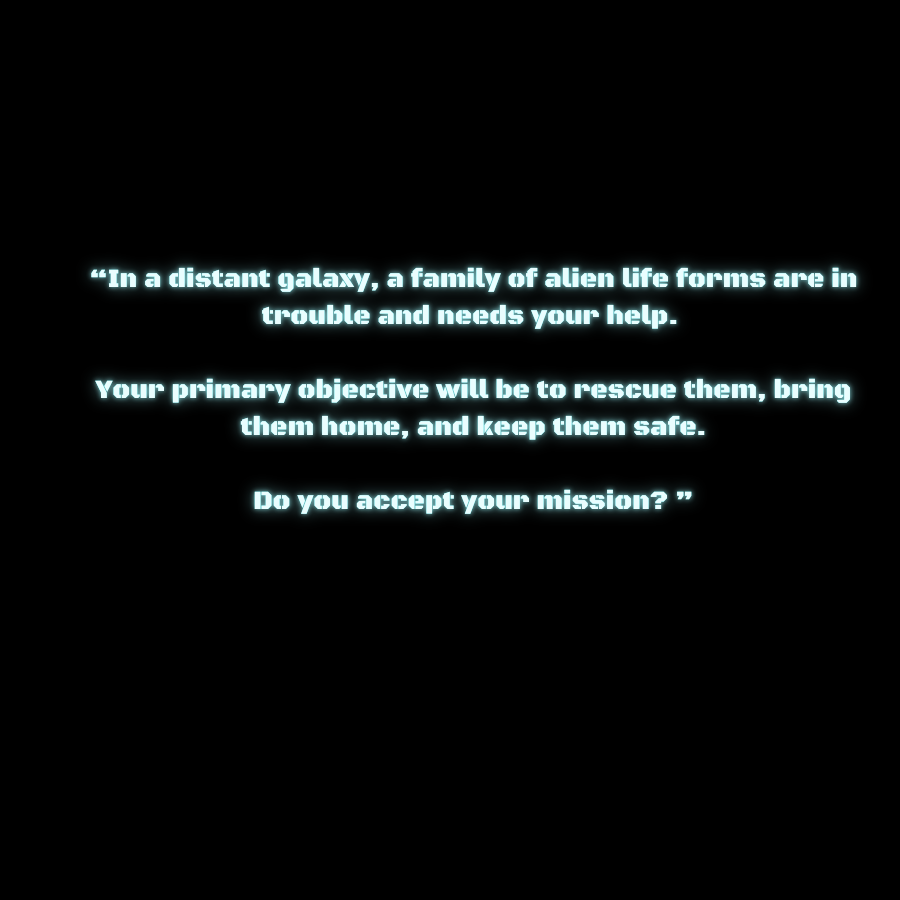 “In a distant galaxy, a family of alien life forms are in
trouble and needs your help.
Your primary objective will be to rescue them, bring
them home, and keep them safe.
Do you accept your mission? ”